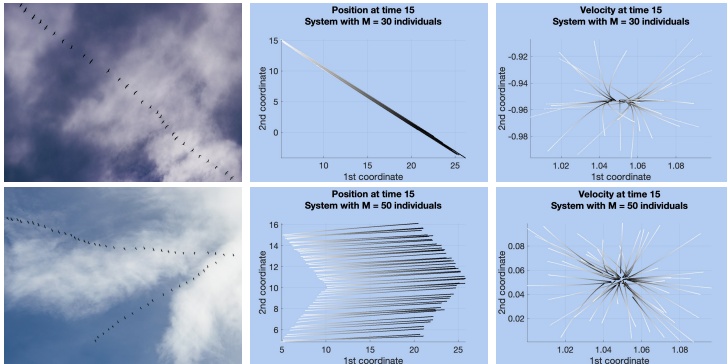 Position at time 15
System with M = 30 individuals
15
10
5
0
2nd coordinate
10
15
20
25
1st coordinate
Velocity at time 15
System with M = 30 individuals
-0.92
-0.94
-0.96
-0.98
2nd coordinate
1.02
1.04
1.06
1.08
1st coordinate
Position at time 15
System with M = 50 individuals
16
14
12
10
8
6
2nd coordinate
5
10
15
20
25
1st coordinate
Velocity at time 15
System with M = 50 individuals
0.08
0.06
0.04
0.02
2nd coordinate
1.02
1.04
1.06
1.08
1st coordinate